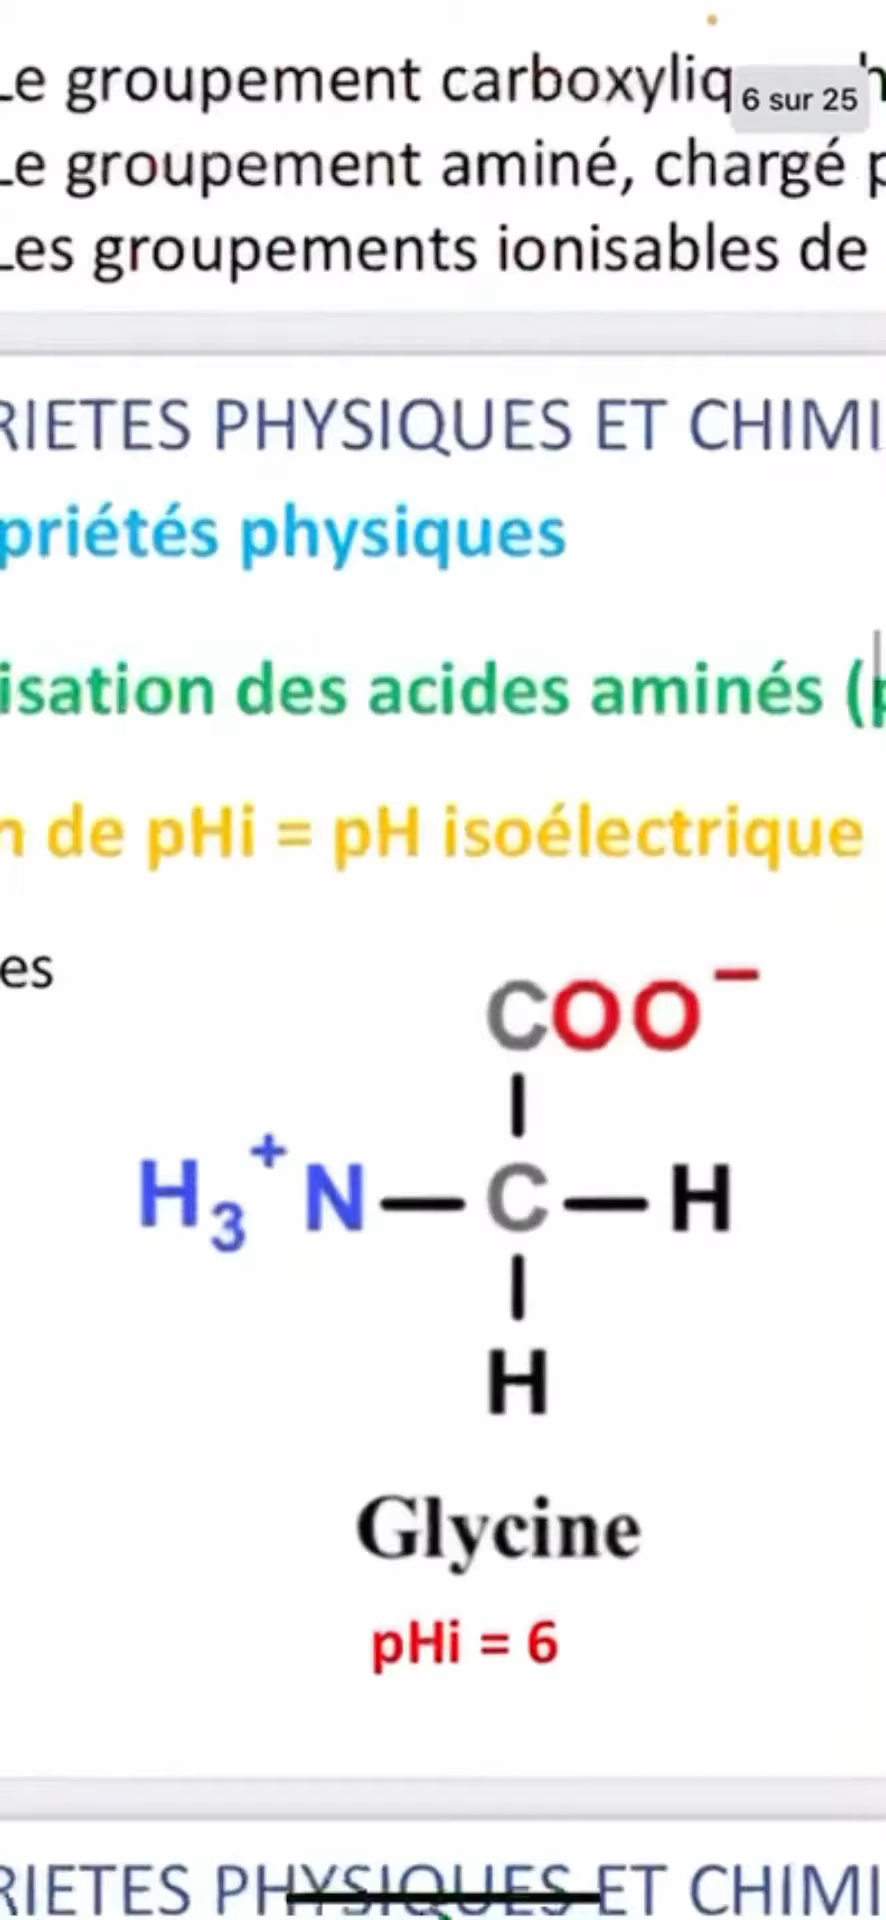 Le groupement carboxyliq
6 sur 25
Le groupement aminé, chargé p
Les groupements ionisables de
RIETES PHYSIQUES ET CHIMI
priétés physiques
isation des acides aminés (p
n de pHi = pH isoélectrique
es
COO⁻
H₃⁺N—C—H
H
Glycine
pHi = 6
RIETES PHYSIQUES ET CHIMI